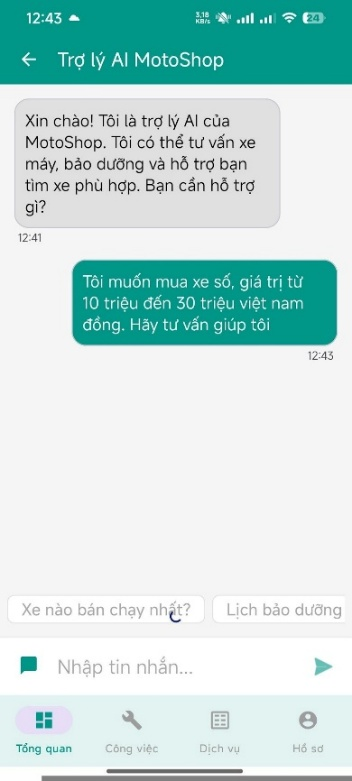 12:43
3,18 KB/s 24
Trợ lý AI MotoShop
Xin chào! Tôi là trợ lý AI của
MotoShop. Tôi có thể tư vấn xe
máy, bảo dưỡng và hỗ trợ bạn
tìm xe phù hợp. Bạn cần hỗ trợ
gì?
12:41
Tôi muốn mua xe số, giá trị từ
10 triệu đến 30 triệu việt nam
đồng. Hãy tư vấn giúp tôi
12:43
Xe nào bán chạy nhất? Lịch bảo dưỡng
Nhập tin nhắn...
Tổng quan Công việc Dịch vụ Hồ sơ